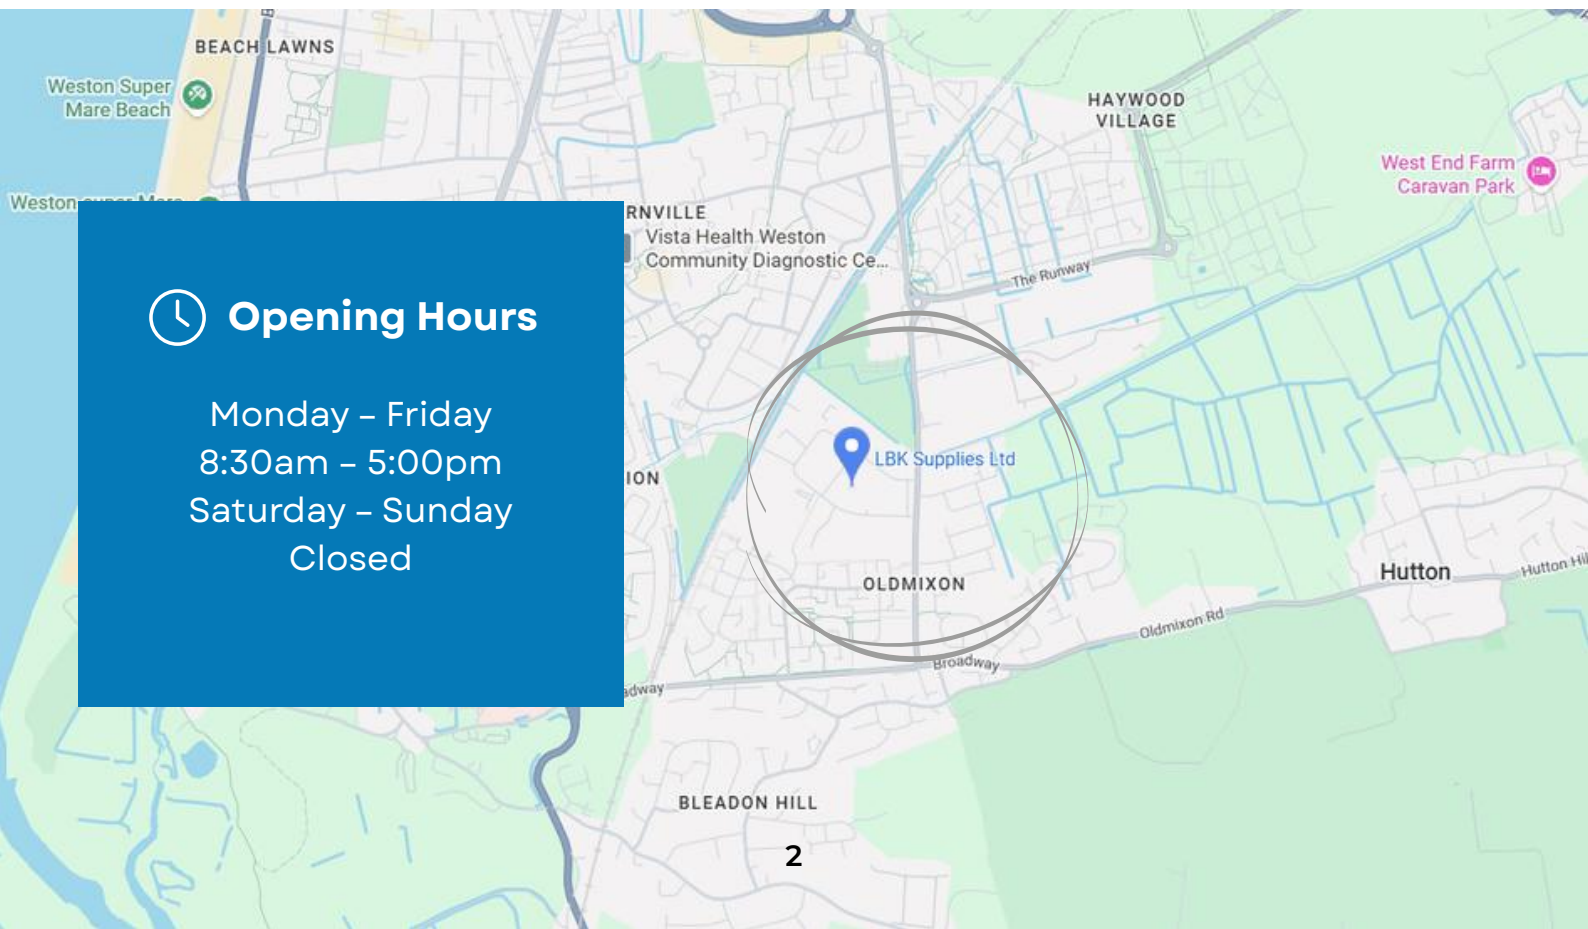 BEACH LAWNS
Weston Super
Mare Beach
HAYWOOD
VILLAGE
West End Farm
Caravan Park
Weston
RNVILLE
Vista Health Weston
Community Diagnostic Ce...
The Runway
Opening Hours
Monday – Friday
8:30am – 5:00pm
Saturday – Sunday
Closed
LBK Supplies Ltd
ION
OLDMIXON
Hutton
Hutton Hil
Oldmixon Rd
Broadway
adway
BLEADON HILL
2